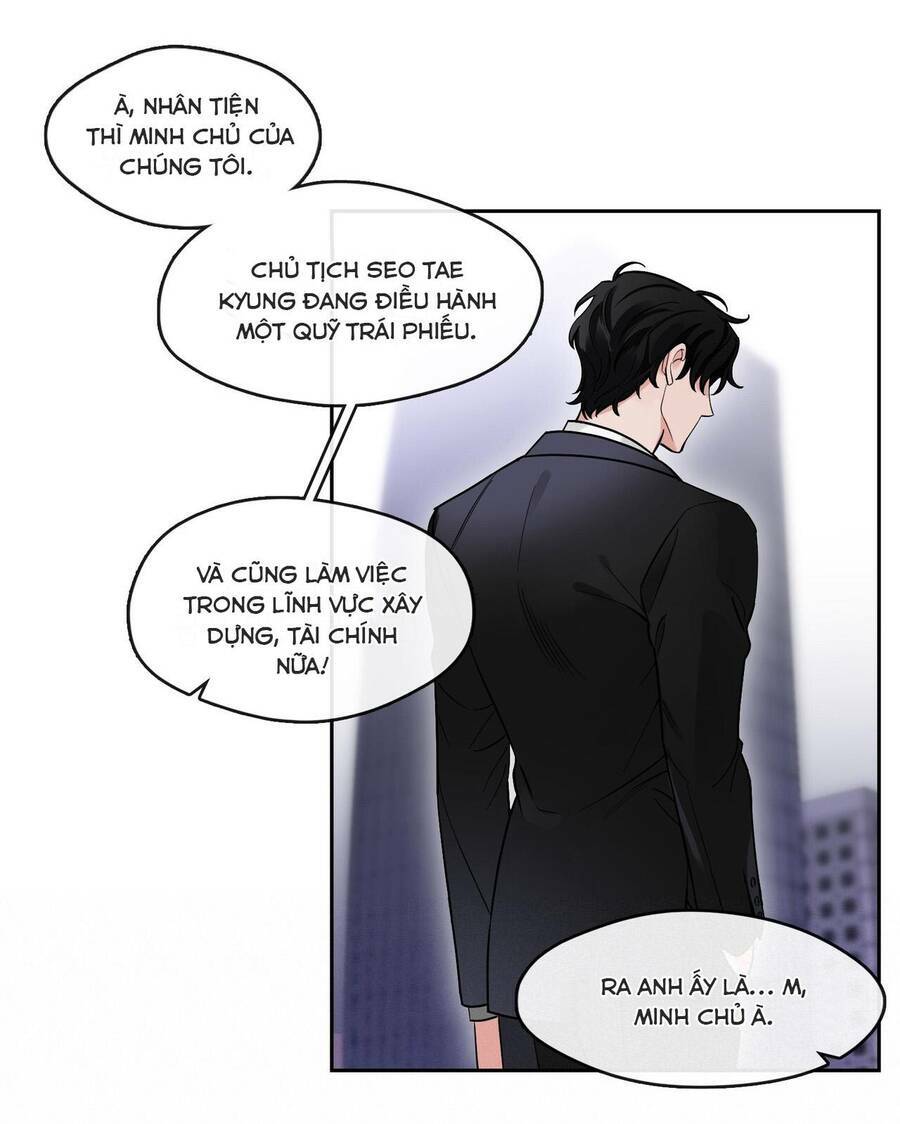 À, NHÂN TIỆN
THÌ MINH CHỦ CỦA
CHÚNG TÔI.
CHỦ TỊCH SEO TAE
KYUNG ĐANG ĐIỀU HÀNH
MỘT QUỸ TRÁI PHIẾU.
VÀ CŨNG LÀM VIỆC
TRONG LĨNH VỰC XÂY
DỰNG, TÀI CHÍNH
NỮA!
RA ANH ẤY LÀ... M,
MINH CHỦ À.